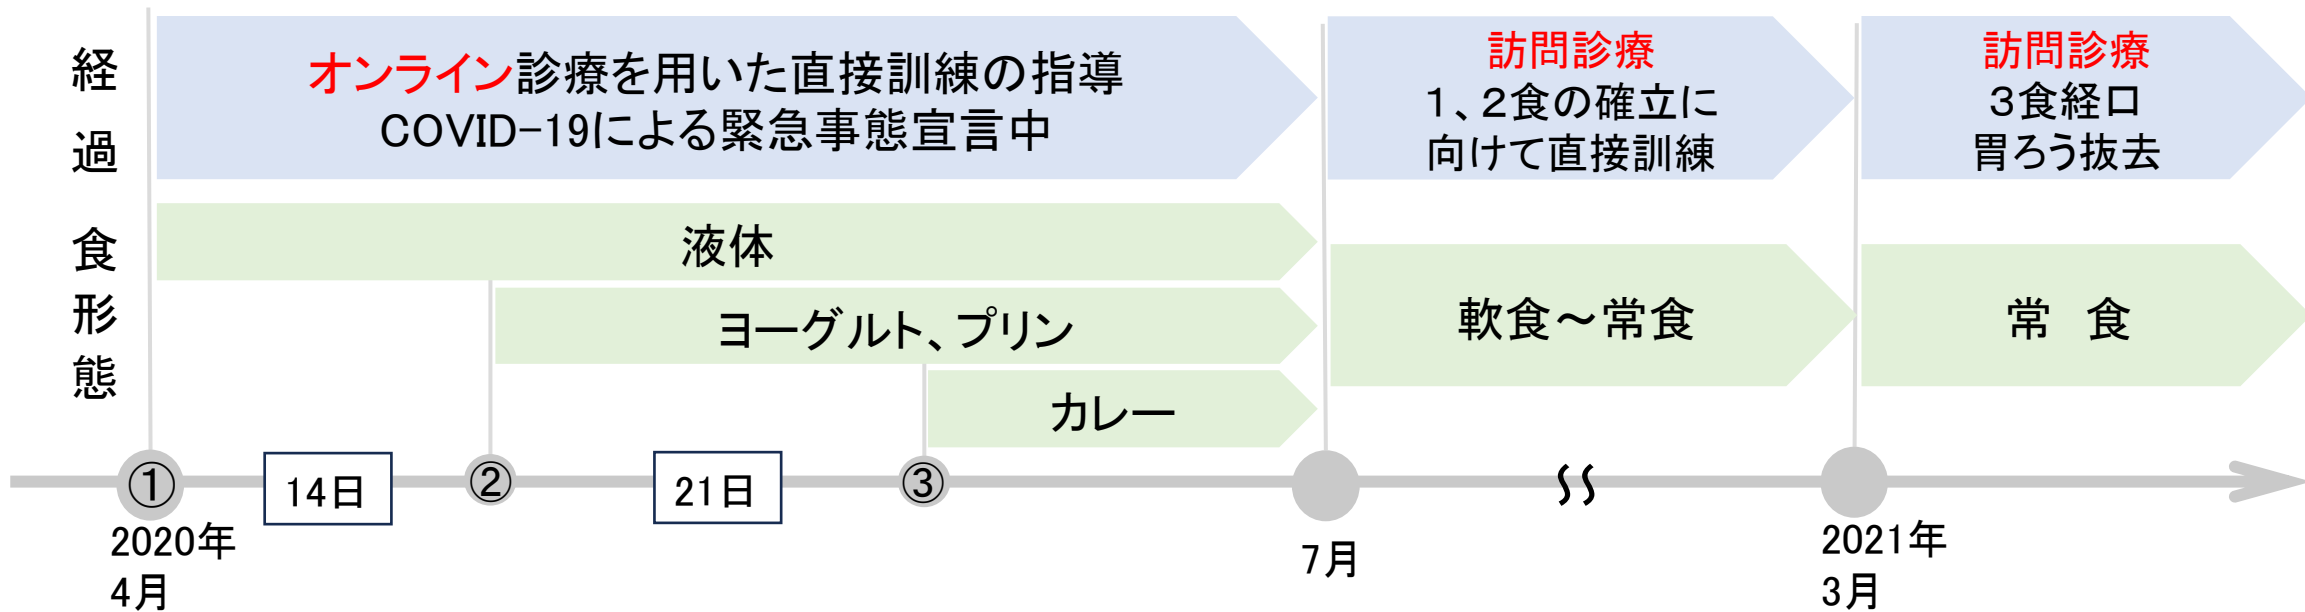 経過
オンライン診療を用いた直接訓練の指導
COVID-19による緊急事態宣言中
訪問診療
1、2食の確立に
向けて直接訓練
訪問診療
3食経口
胃ろう抜去
食形態
液体
ヨーグルト、プリン
カレー
軟食～常食
常　食
①
14日
②
21日
③
2020年
4月
7月
2021年
3月